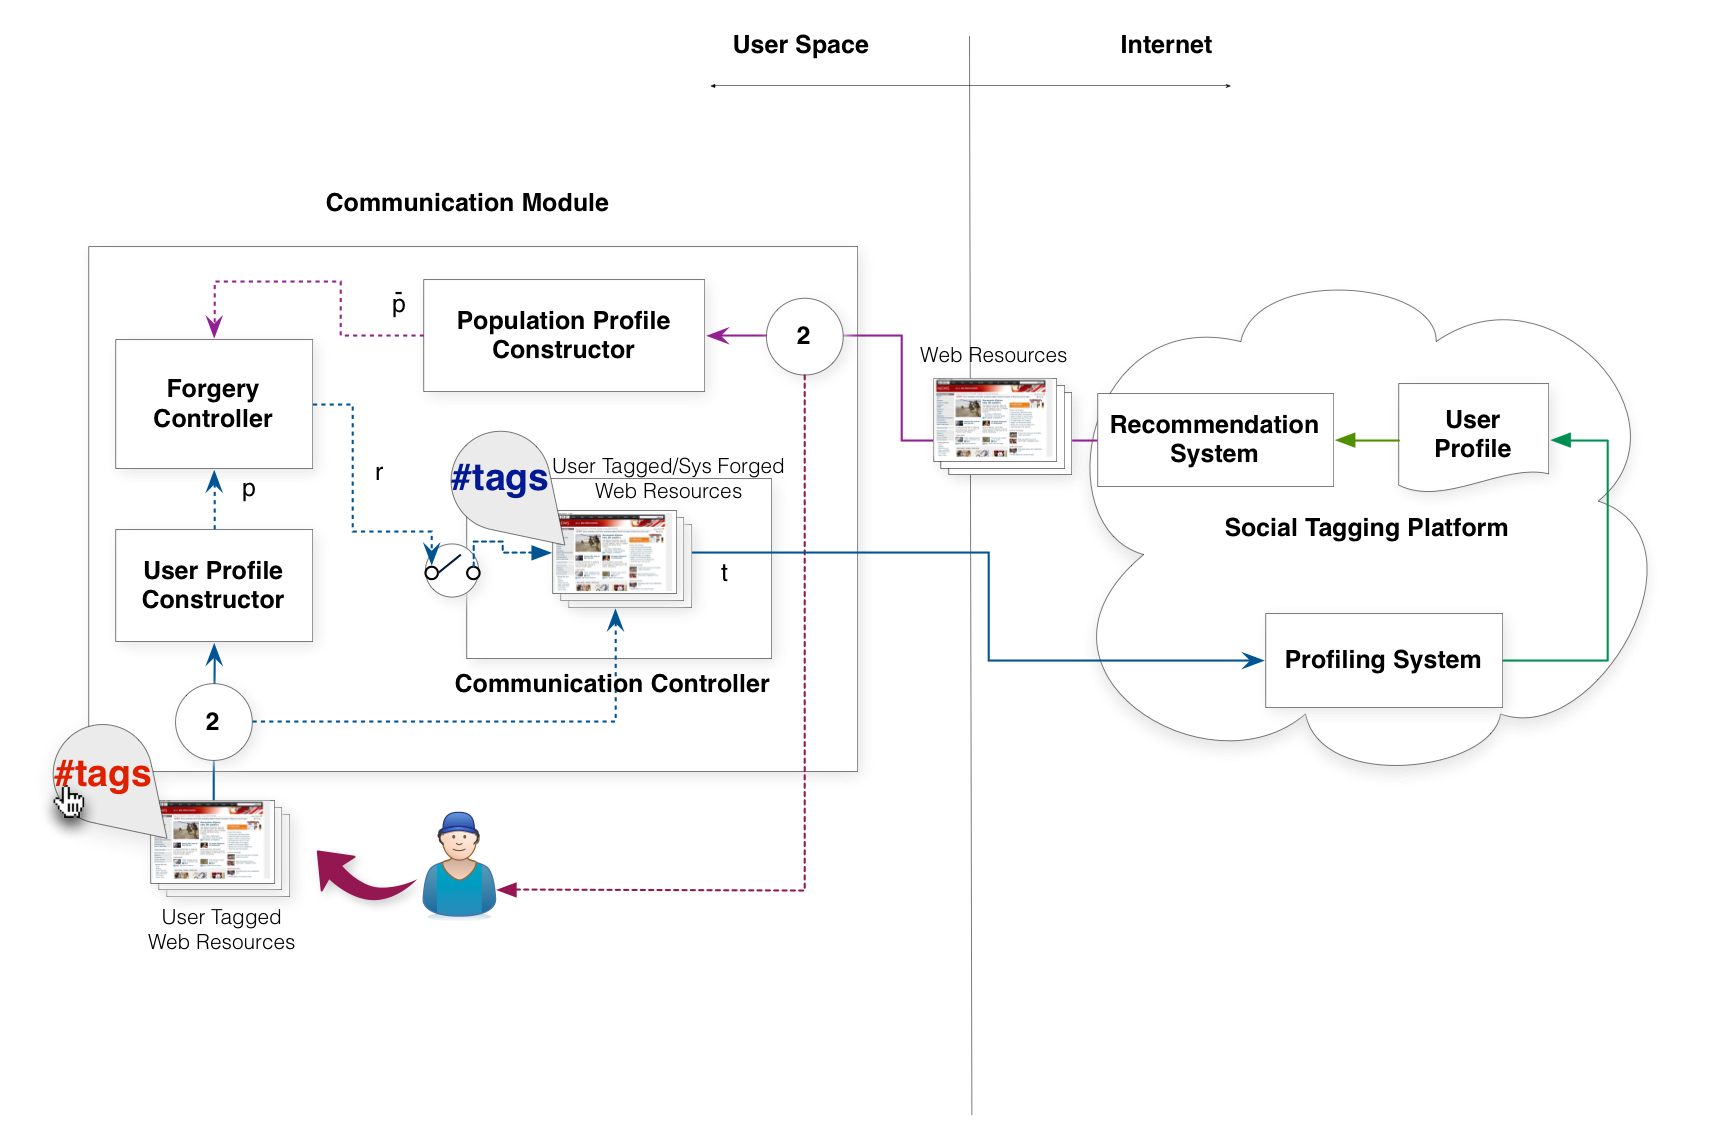 User Space
Internet
Communication Module
p̄
Population Profile
Constructor
2
Web Resources
Forgery
Controller
Recommendation
System
User
Profile
r
#tags
User Tagged/Sys Forged
Web Resources
p
Social Tagging Platform
User Profile
Constructor
t
Profiling System
Communication Controller
2
#tags
User Tagged
Web Resources